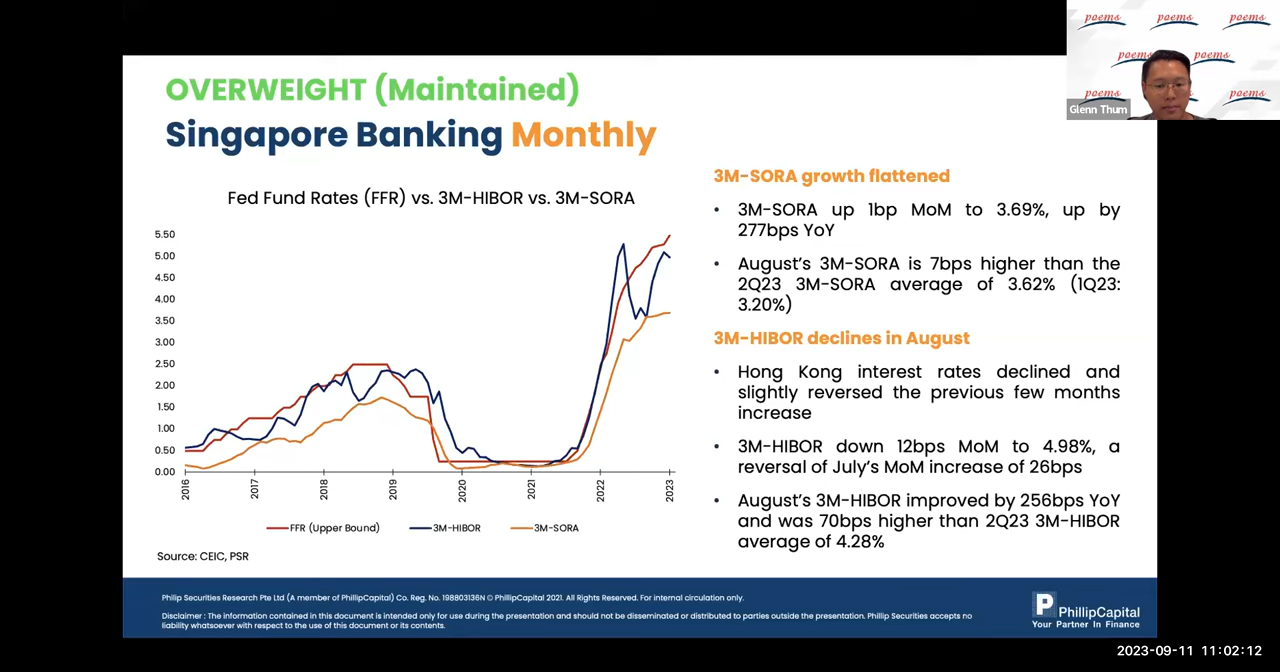 OVERWEIGHT (Maintained)
Singapore Banking Monthly
Fed Fund Rates (FFR) vs. 3M-HIBOR vs. 3M-SORA
5.50
5.00
4.50
4.00
3.50
3.00
2.50
2.00
1.50
1.00
0.50
0.00
2016
2017
2018
2019
2020
2021
2022
2023
FFR (Upper Bound)
3M-HIBOR
3M-SORA
Source: CEIC, PSR
3M-SORA growth flattened
• 3M-SORA up 1bp MoM to 3.69%, up by
277bps YoY
• August's 3M-SORA is 7bps higher than the
2Q23 3M-SORA average of 3.62% (1Q23:
3.20%)
3M-HIBOR declines in August
• Hong Kong interest rates declined and
slightly reversed the previous few months
increase
• 3M-HIBOR down 12bps MoM to 4.98%, a
reversal of July's MoM increase of 26bps
• August's 3M-HIBOR improved by 256bps YoY
and was 70bps higher than 2Q23 3M-HIBOR
average of 4.28%
poems poems poems
poems poems
poems poems
Glenn Thum
Philip Securities Research Pte Ltd (A member of PhillipCapital) Co. Reg. No. 198803136N © PhillipCapital 2021. All Rights Reserved. For internal circulation only.
Disclaimer : The information contained in this document is intended only for use during the presentation and should not be disseminated or distributed to parties outside the presentation. Phillip Securities accepts no
liability whatsoever with respect to the use of this document or its contents.
P PhillipCapital
Your Partner In Finance
2023-09-11 11:02:12